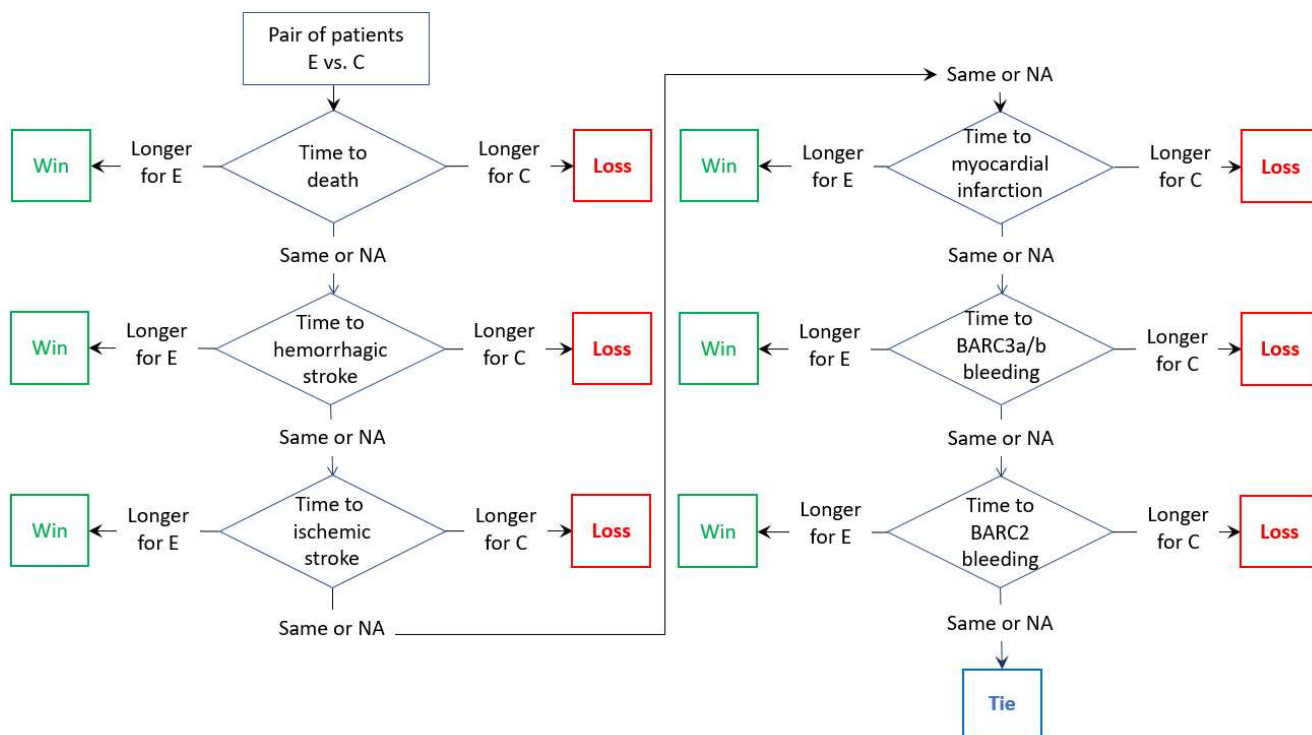 Pair of patients
E vs. C
Win
Longer
for E
Time to
death
Longer
for C
Loss
Same or NA
Win
Longer
for E
Time to
hemorrhagic
stroke
Longer
for C
Loss
Same or NA
Win
Longer
for E
Time to
ischemic
stroke
Longer
for C
Loss
Same or NA
Same or NA
Win
Longer
for E
Time to
myocardial
infarction
Longer
for C
Loss
Same or NA
Win
Longer
for E
Time to
BARC3a/b
bleeding
Longer
for C
Loss
Same or NA
Win
Longer
for E
Time to
BARC2
bleeding
Longer
for C
Loss
Same or NA
Tie